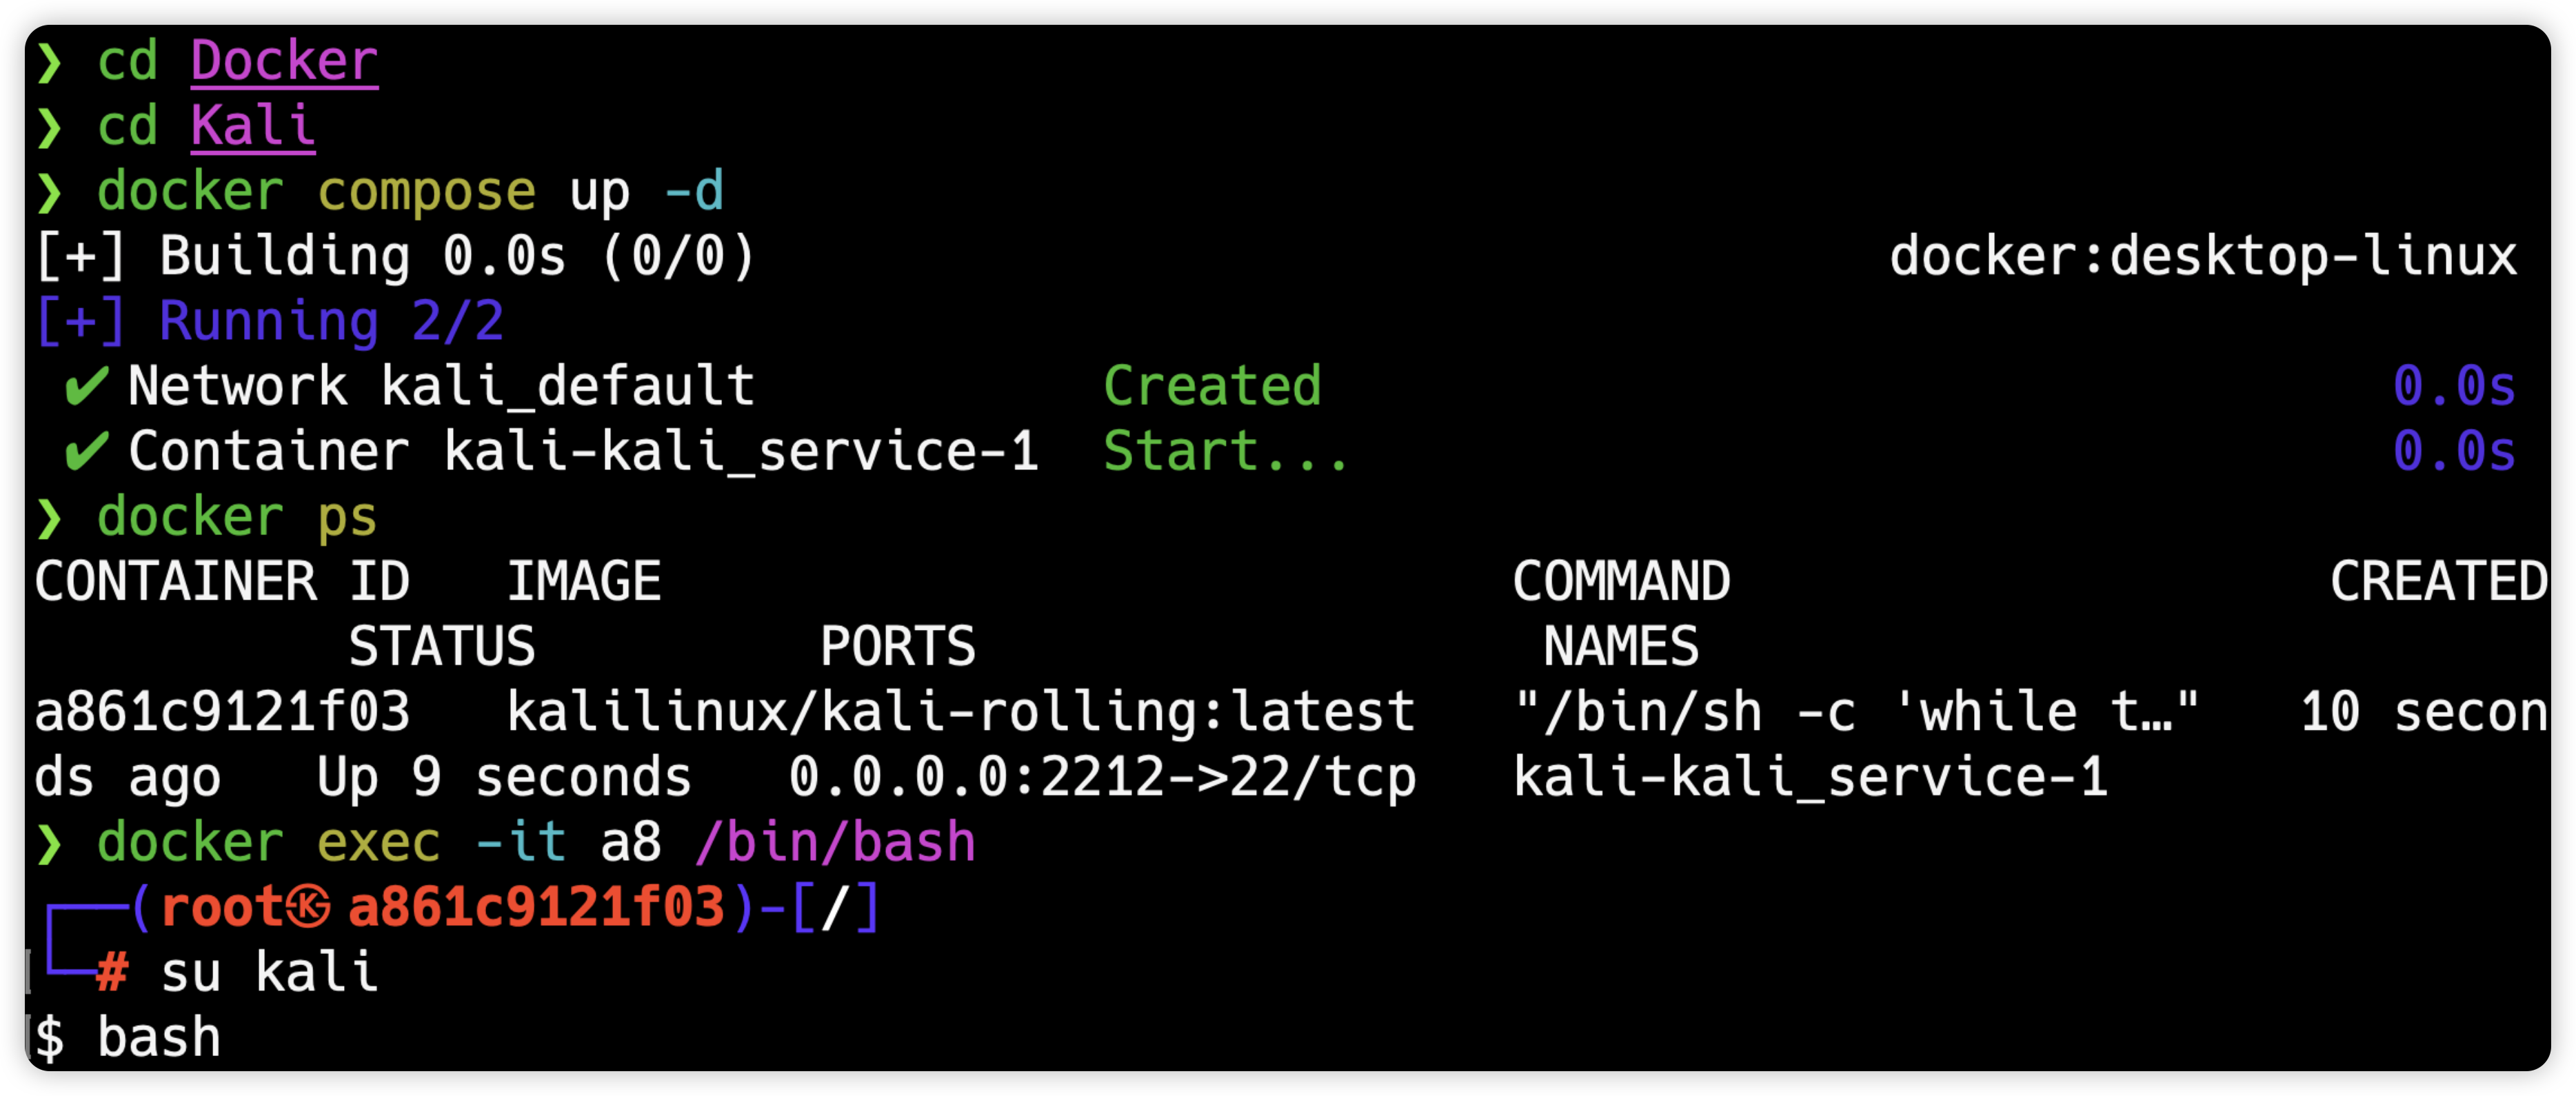 ❯ cd Docker
❯ cd Kali
❯ docker compose up -d
[+] Building 0.0s (0/0) docker:desktop-linux
[+] Running 2/2
✔ Network kali_default Created 0.0s
✔ Container kali-kali_service-1 Start... 0.0s
❯ docker ps
CONTAINER ID IMAGE COMMAND CREATED
STATUS PORTS NAMES
a861c9121f03 kalilinux/kali-rolling:latest "/bin/sh -c 'while t…" 10 secon
ds ago Up 9 seconds 0.0.0.0:2212->22/tcp kali-kali_service-1
❯ docker exec -it a8 /bin/bash
┌──(root㉿a861c9121f03)-[/]
└─# su kali
$ bash